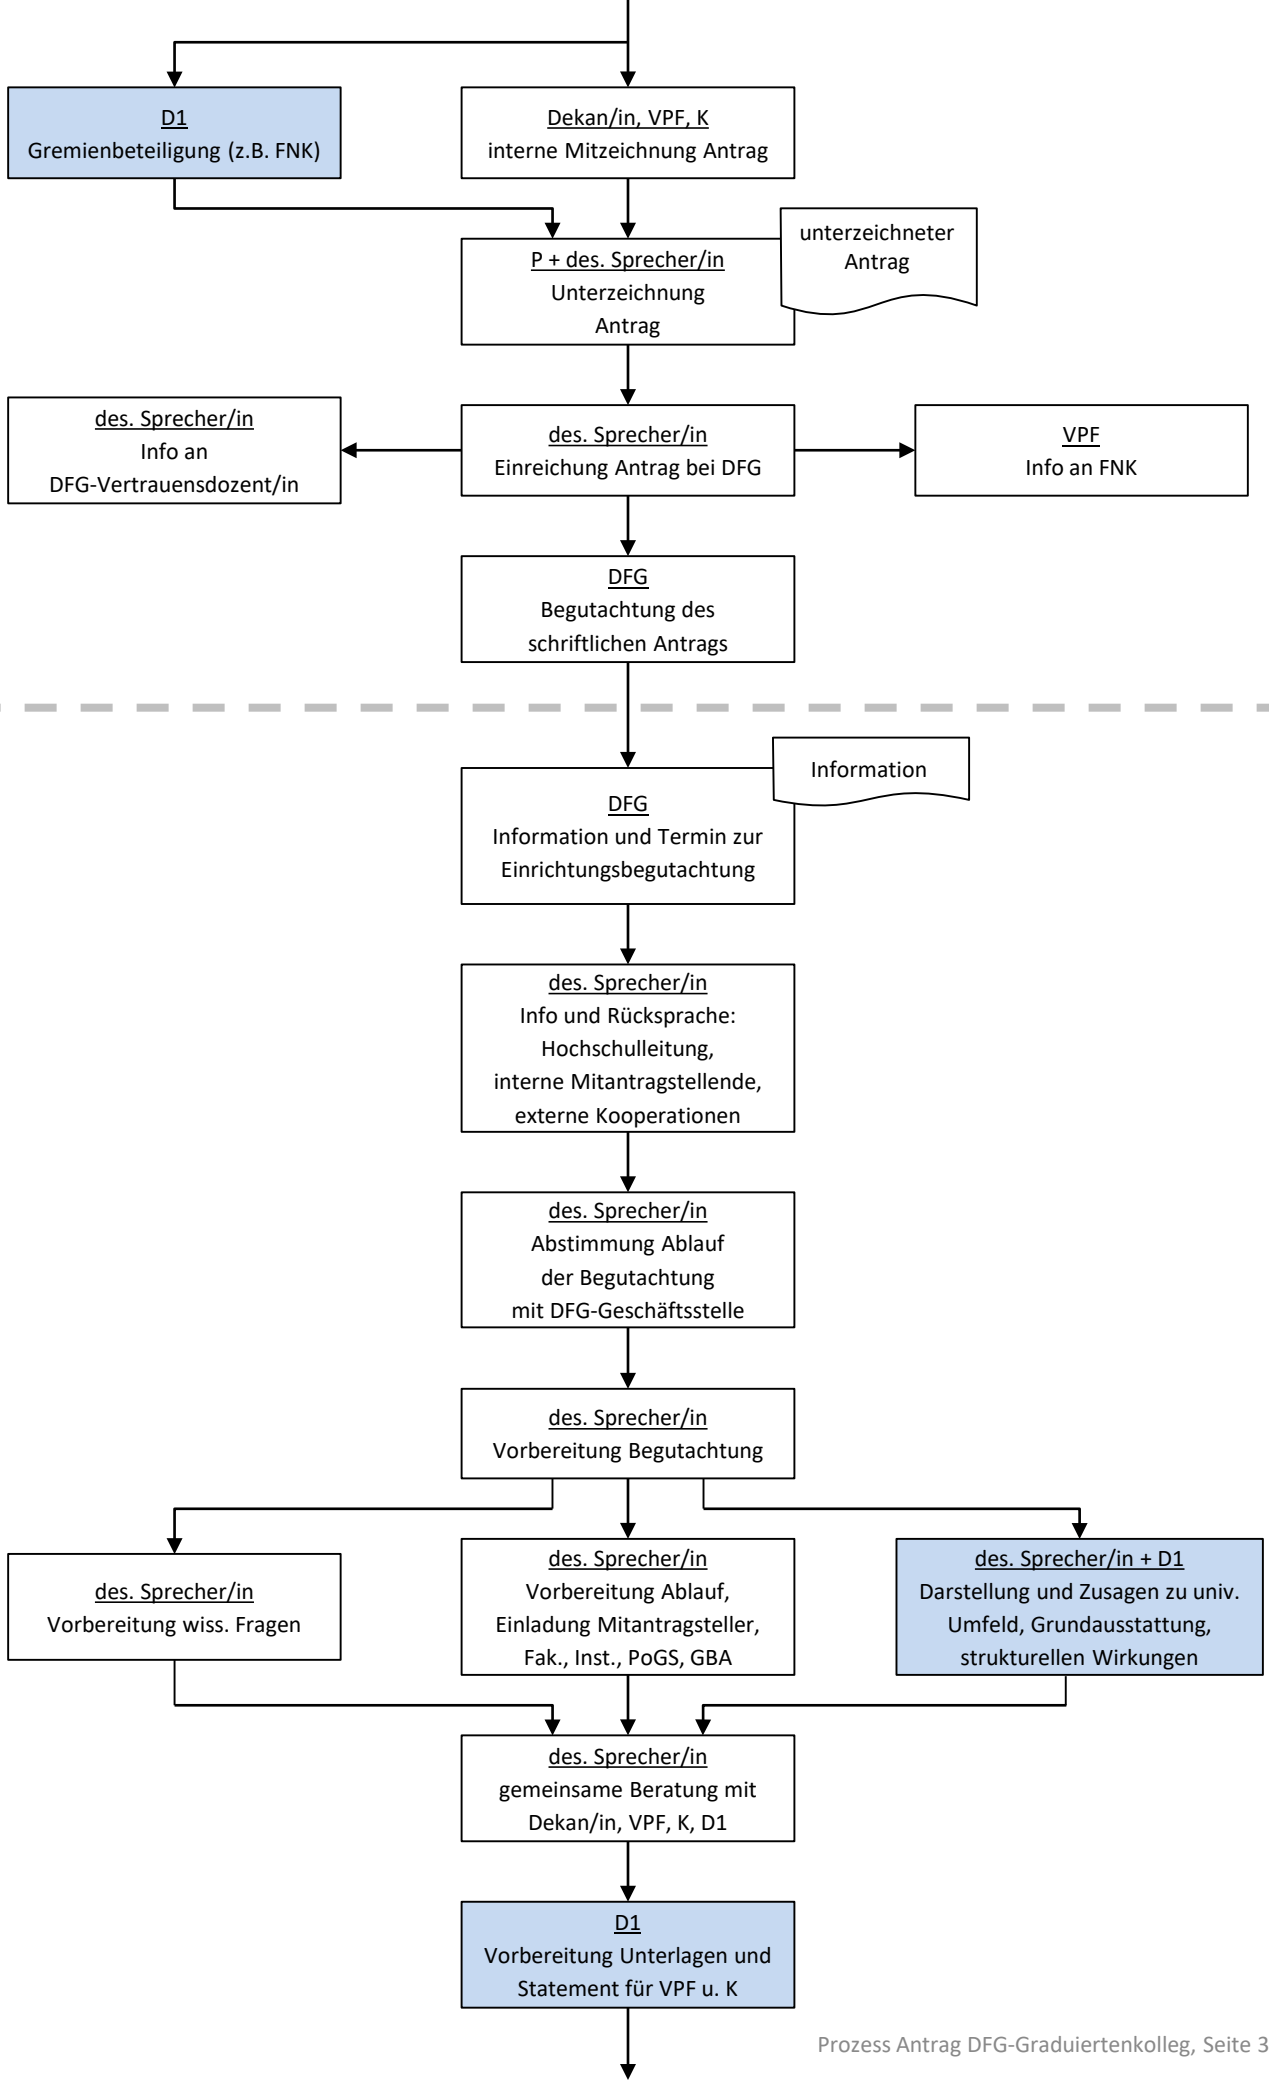 D1
Gremienbeteiligung (z.B. FNK)
Dekan/in, VPF, K
interne Mitzeichnung Antrag
P + des. Sprecher/in
Unterzeichnung
Antrag
unterzeichneter
Antrag
des. Sprecher/in
Info an
DFG-Vertrauensdozent/in
des. Sprecher/in
Einreichung Antrag bei DFG
VPF
Info an FNK
DFG
Begutachtung des
schriftlichen Antrags
Information
DFG
Information und Termin zur
Einrichtungsbegutachtung
des. Sprecher/in
Info und Rücksprache:
Hochschulleitung,
interne Mitantragstellende,
externe Kooperationen
des. Sprecher/in
Abstimmung Ablauf
der Begutachtung
mit DFG-Geschäftsstelle
des. Sprecher/in
Vorbereitung Begutachtung
des. Sprecher/in
Vorbereitung wiss. Fragen
des. Sprecher/in
Vorbereitung Ablauf,
Einladung Mitantragsteller,
Fak., Inst., PoGS, GBA
des. Sprecher/in + D1
Darstellung und Zusagen zu univ.
Umfeld, Grundausstattung,
strukturellen Wirkungen
des. Sprecher/in
gemeinsame Beratung mit
Dekan/in, VPF, K, D1
D1
Vorbereitung Unterlagen und
Statement für VPF u. K
Prozess Antrag DFG-Graduiertenkolleg, Seite 3